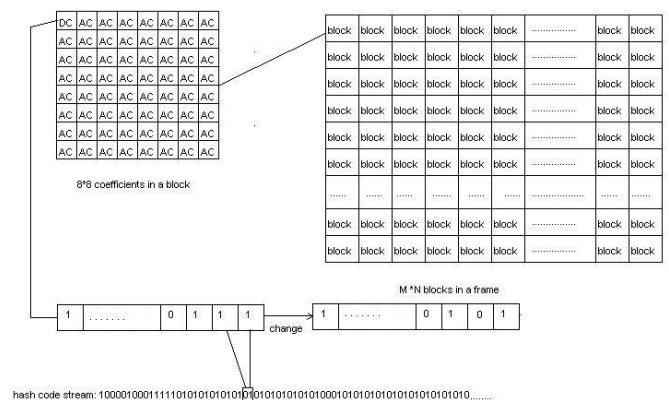 DC AC AC AC AC AC AC AC
AC AC AC AC AC AC AC AC
AC AC AC AC AC AC AC AC
AC AC AC AC AC AC AC AC
AC AC AC AC AC AC AC AC
AC AC AC AC AC AC AC AC
AC AC AC AC AC AC AC AC
AC AC AC AC AC AC AC AC
8*8 coefficients in a block
block block block block block block ............... block block
block block block block block block ............... block block
block block block block block block ............... block block
block block block block block block ............... block block
block block block block block block ............... block block
block block block block block block ............... block block
...... ...... ...... ...... ...... ...... ............... ...... ......
block block block block block block ............... block block
block block block block block block ............... block block
M *N blocks in a frame
1 ....... 0 1 1 1
change
1 ....... 0 1 0 1
hash code stream: